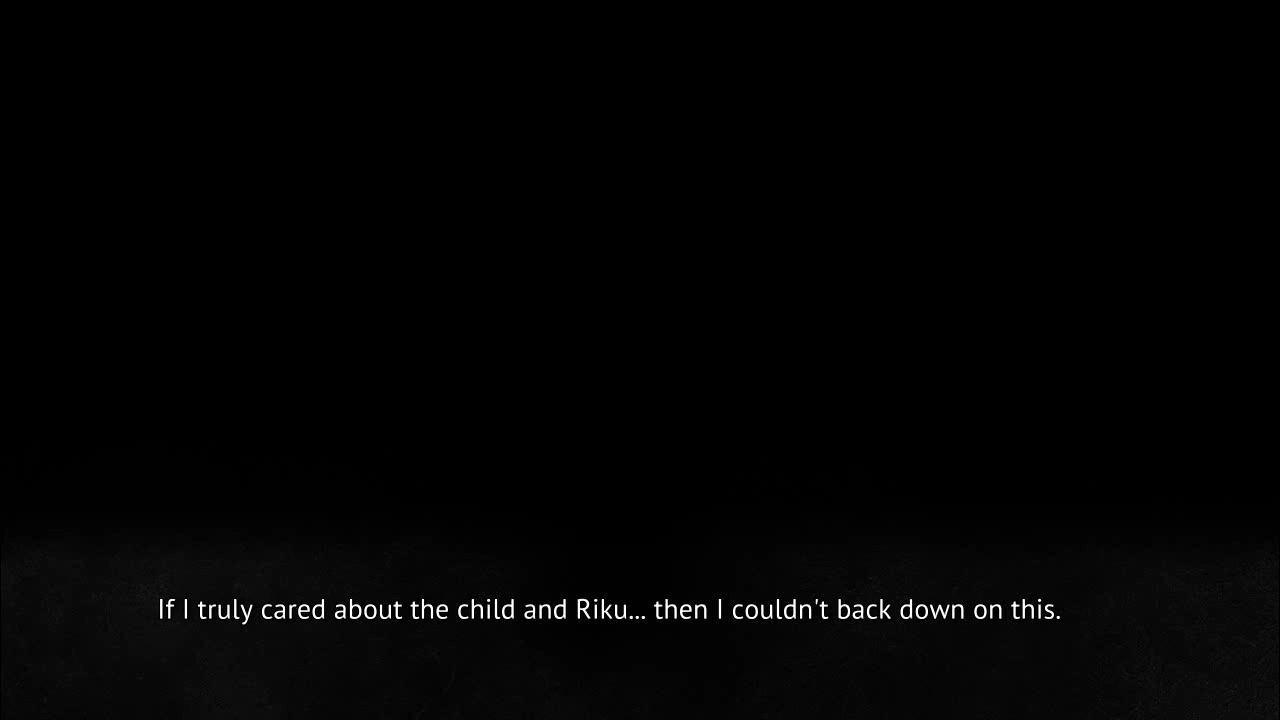 If I truly cared about the child and Riku... then I couldn't back down on this.